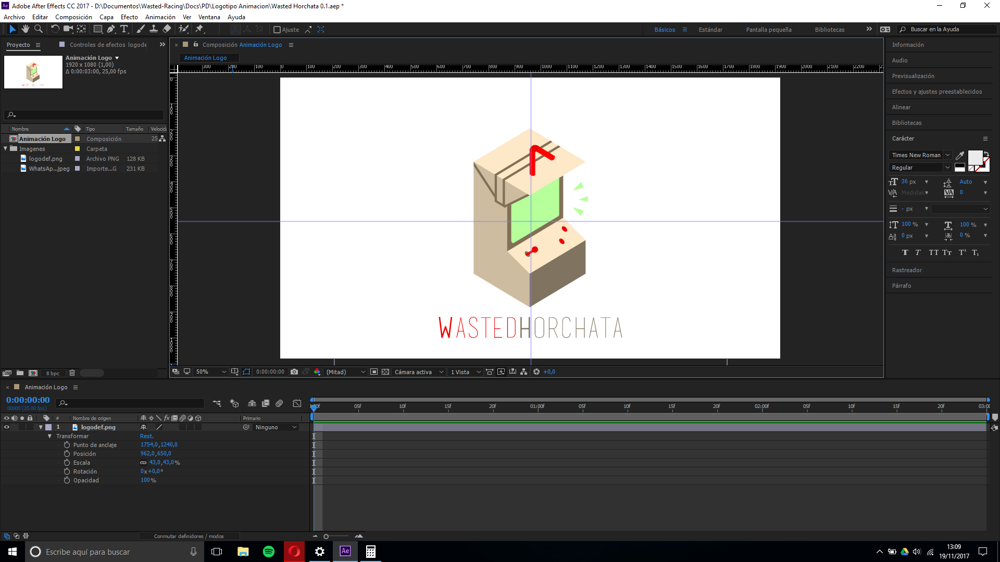 Adobe After Effects CC 2017 - D:\Documentos\Wasted-Racing\Docs\PD\Logotipo Animacion\Wasted Horchata 0.1.aep *
Archivo Editar Composición Capa Efecto Animación Ver Ventana Ayuda
Ajuste
Básicos Estándar Pantalla pequeña Bibliotecas Buscar en la Ayuda
Proyecto Controles de efectos logode
Composición Animación Logo
Animación Logo
Animación Logo
1920 x 1080 (1,00)
Δ 0:00:03:00, 25,00 fps
300 200 100 0 100 200 300 400 500 600 700 800 900 1000 1100 1200 1300 1400 1500 1600 1700 1800 1900 2000 2100 2200
Nombre Tipo Tamaño Velocid
Animación Logo Composición 25
Imagenes Carpeta
logodef.png Archivo PNG 128 KB
WhatsAp...jpeg Importe...G 231 KB
8 bpc
WASTEDHORCHATA
50% 0:00:00:00 (Mitad) Cámara activa 1 Vista +0,0
Información
Audio
Previsualización
Efectos y ajustes preestablecidos
Alinear
Bibliotecas
Carácter
Times New Roman
Regular
36 px Auto
Medidas 0
- px
100 % 100 %
0 px 0 %
T T TT Tт T¹ T₁
Rastreador
Párrafo
Animación Logo
0:00:00:00
00000 (25.00 fps)
:00f 05f 10f 15f 20f 01:00f 05f 10f 15f 20f 02:00f 05f 10f 15f 20f 03:00
# Nombre de origen fx Primario
1 logodef.png Ninguno
Transformar Rest.
Punto de anclaje 1754,0,1240,0
Posición 962,0,650,0
Escala 43,0,43,0%
Rotación 0x+0,0°
Opacidad 100%
Conmutar definidores / modos
Escribe aquí para buscar
Ae
13:09
19/11/2017